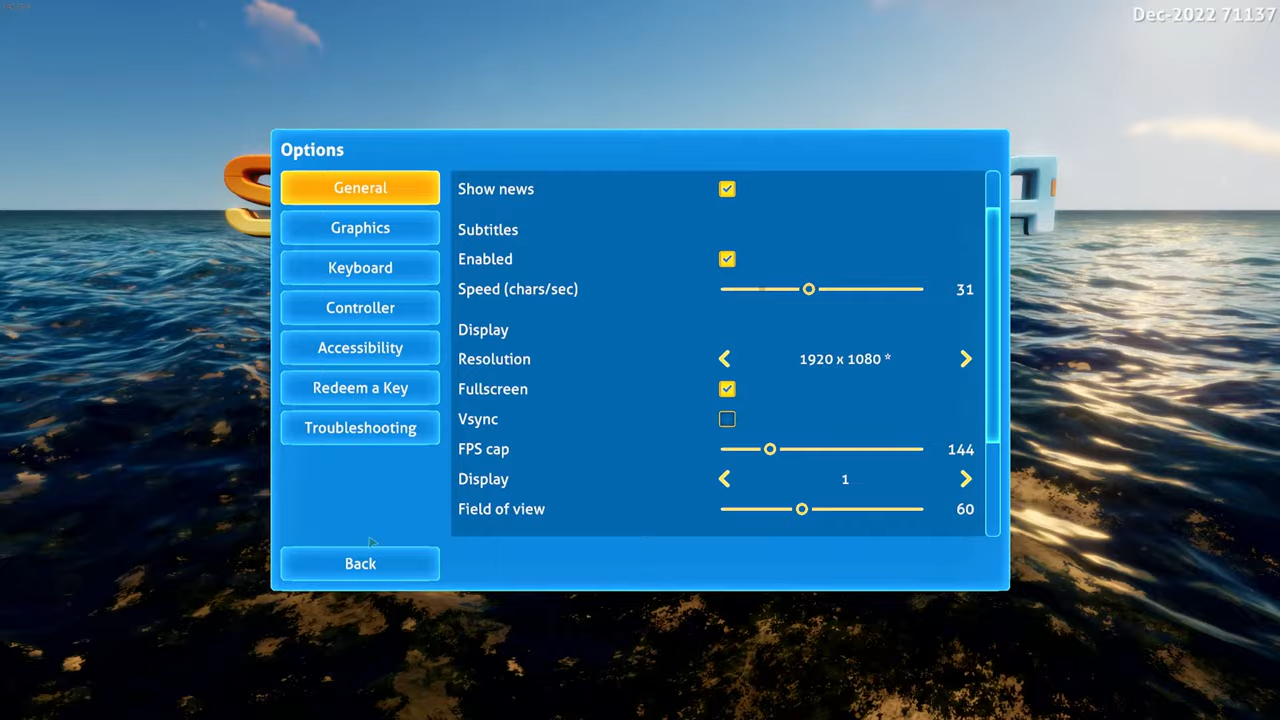 Dec-2022 71137
Options
General
Graphics
Keyboard
Controller
Accessibility
Redeem a Key
Troubleshooting
Back
Show news
Subtitles
Enabled
Speed (chars/sec) 31
Display
Resolution 1920 x 1080 *
Fullscreen
Vsync
FPS cap 144
Display 1
Field of view 60